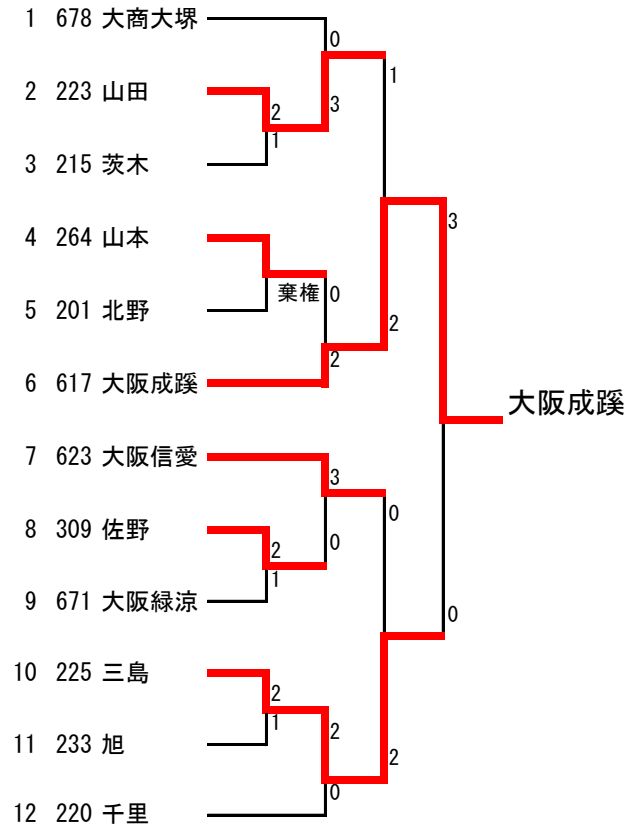 1 678 大商大堺
0
1
2 223 山田
2
3
1
3 215 茨木
4 264 山本
3
棄権
0
5 201 北野
2
2
6 617 大阪成蹊
大阪成蹊
7 623 大阪信愛
3
0
8 309 佐野
2
0
1
9 671 大阪緑涼
0
10 225 三島
2
1
2
11 233 旭
2
0
12 220 千里